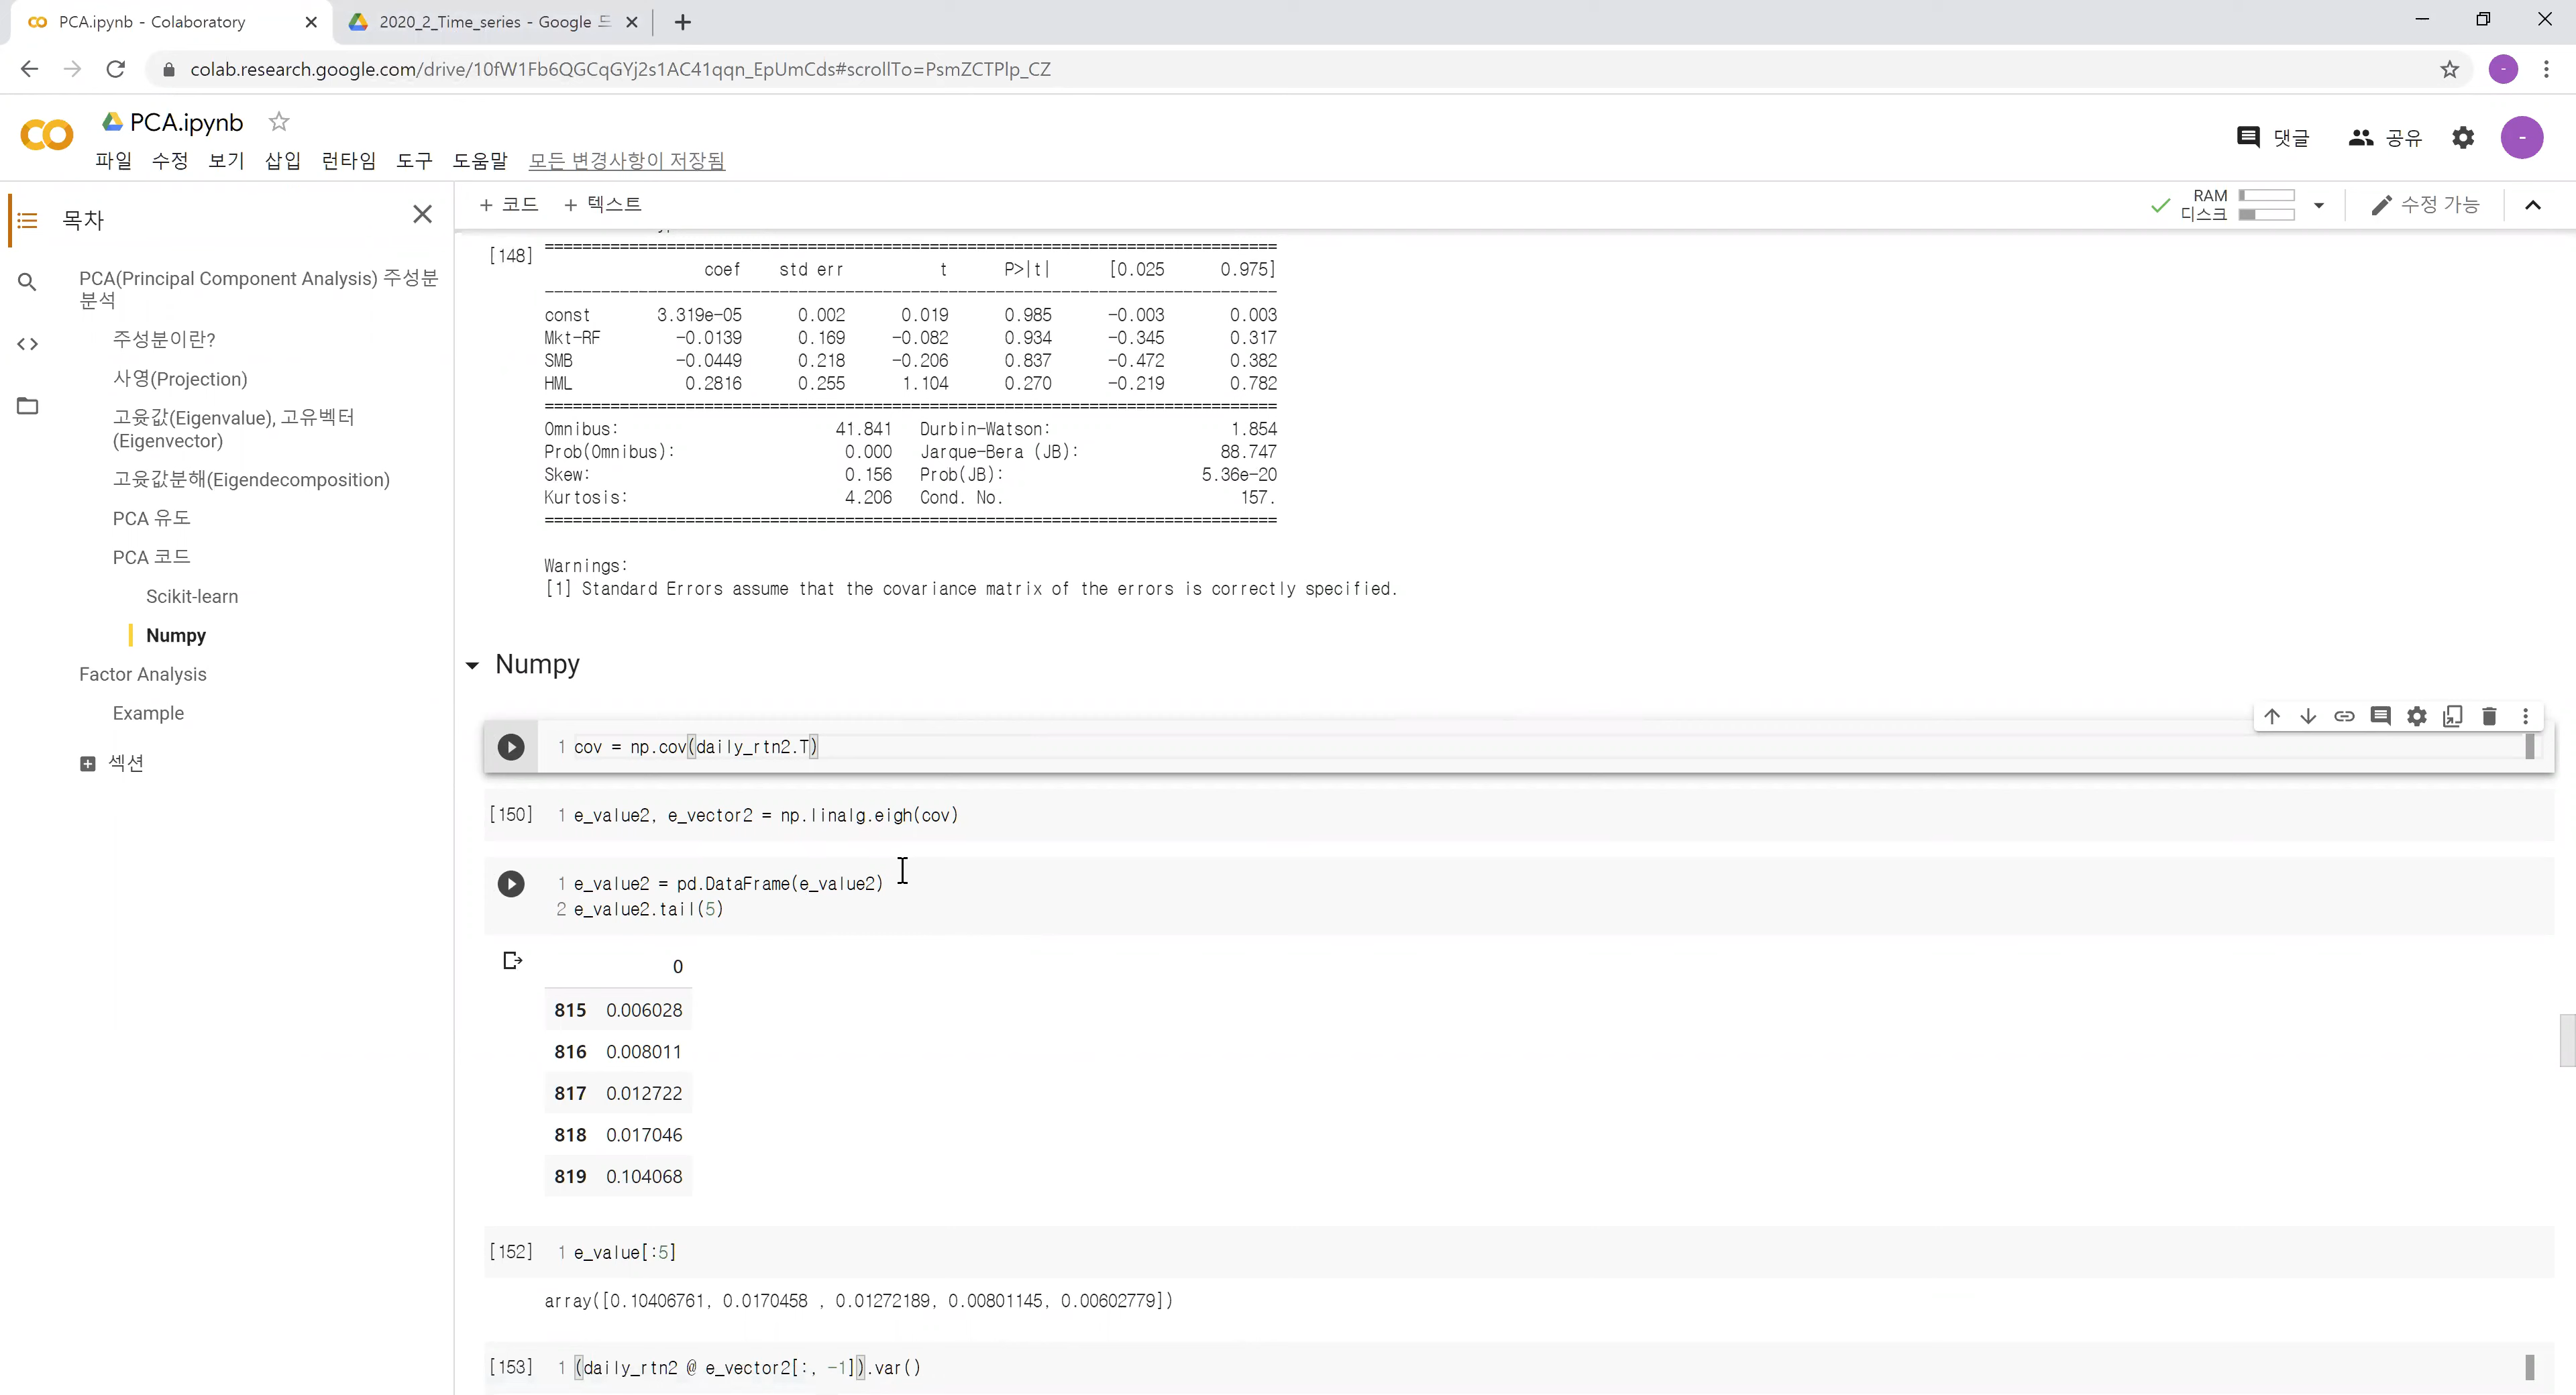 PCA.ipynb - Colaboratory
2020_2_Time_series - Google 드
colab.research.google.com/drive/10fW1Fb6QGCqGYj2s1AC41qqn_EpUmCds#scrollTo=PsmZCTPlp_CZ
PCA.ipynb
파일 수정 보기 삽입 런타임 도구 도움말 모든 변경사항이 저장됨
댓글 공유
-
-
목차
+ 코드 + 텍스트
RAM
디스크
수정 가능
PCA(Principal Component Analysis) 주성분
분석
주성분이란?
사영(Projection)
고윳값(Eigenvalue), 고유벡터
(Eigenvector)
고윳값분해(Eigendecomposition)
PCA 유도
PCA 코드
Scikit-learn
Numpy
Factor Analysis
Example
섹션
[148]
==============================================================================
coef std err t P>|t| [0.025 0.975]
------------------------------------------------------------------------------
const 3.319e-05 0.002 0.019 0.985 -0.003 0.003
Mkt-RF -0.0139 0.169 -0.082 0.934 -0.345 0.317
SMB -0.0449 0.218 -0.206 0.837 -0.472 0.382
HML 0.2816 0.255 1.104 0.270 -0.219 0.782
==============================================================================
Omnibus: 41.841 Durbin-Watson: 1.854
Prob(Omnibus): 0.000 Jarque-Bera (JB): 88.747
Skew: 0.156 Prob(JB): 5.36e-20
Kurtosis: 4.206 Cond. No. 157.
==============================================================================
Warnings:
[1] Standard Errors assume that the covariance matrix of the errors is correctly specified.
Numpy
1 cov = np.cov(daily_rtn2.T)
[150] 1 e_value2, e_vector2 = np.linalg.eigh(cov)
1 e_value2 = pd.DataFrame(e_value2)
2 e_value2.tail(5)
0
815 0.006028
816 0.008011
817 0.012722
818 0.017046
819 0.104068
[152] 1 e_value[:5]
array([0.10406761, 0.0170458 , 0.01272189, 0.00801145, 0.00602779])
[153] 1 (daily_rtn2 @ e_vector2[:, -1]).var()